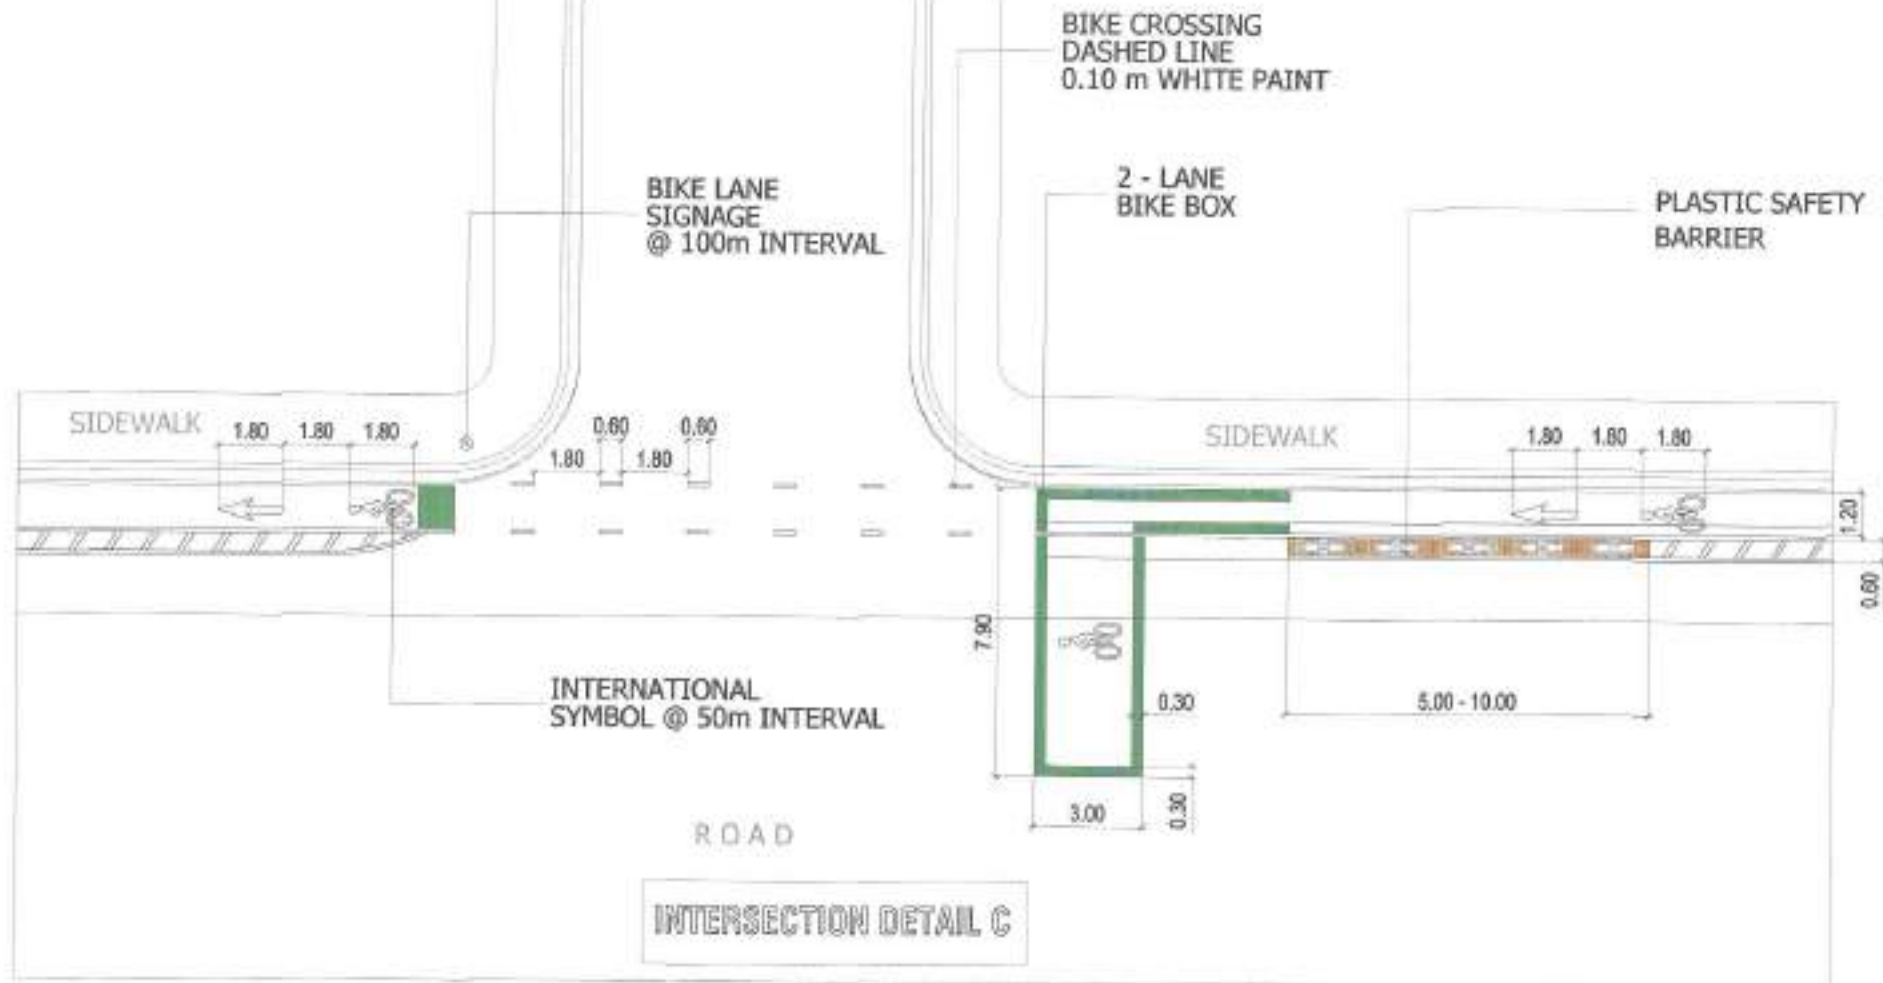 BIKE CROSSING
DASHED LINE
0.10 m WHITE PAINT
2 - LANE
BIKE BOX
BIKE LANE
SIGNAGE
@ 100m INTERVAL
PLASTIC SAFETY
BARRIER
SIDEWALK
1.80 1.80 1.80
0.60 0.60
1.80 1.80
SIDEWALK
1.80 1.80 1.80
1.20
0.60
7.90
INTERNATIONAL
SYMBOL @ 50m INTERVAL
0.30
5.00 - 10.00
3.00
0.30
ROAD
INTERSECTION DETAIL C